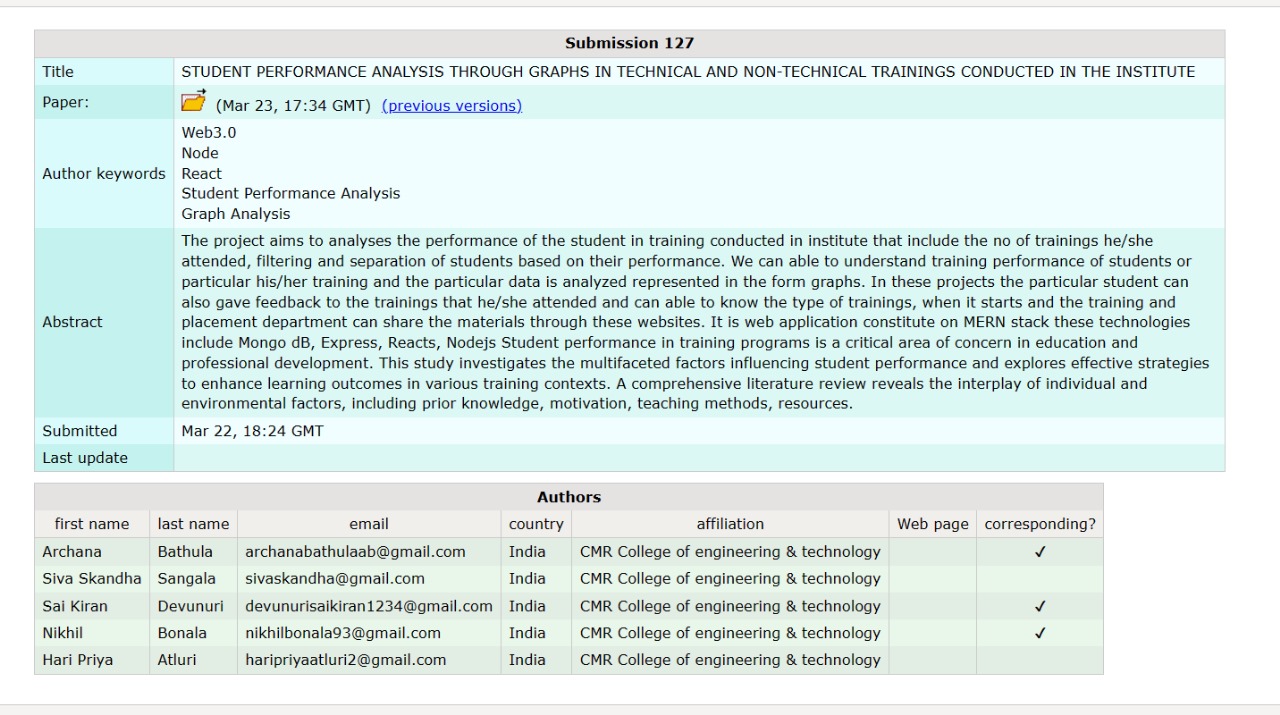 Submission 127
Title STUDENT PERFORMANCE ANALYSIS THROUGH GRAPHS IN TECHNICAL AND NON-TECHNICAL TRAININGS CONDUCTED IN THE INSTITUTE
Paper: (Mar 23, 17:34 GMT) (previous versions)
Author keywords
Web3.0
Node
React
Student Performance Analysis
Graph Analysis
Abstract
The project aims to analyses the performance of the student in training conducted in institute that include the no of trainings he/she
attended, filtering and separation of students based on their performance. We can able to understand training performance of students or
particular his/her training and the particular data is analyzed represented in the form graphs. In these projects the particular student can
also gave feedback to the trainings that he/she attended and can able to know the type of trainings, when it starts and the training and
placement department can share the materials through these websites. It is web application constitute on MERN stack these technologies
include Mongo dB, Express, Reacts, Nodejs Student performance in training programs is a critical area of concern in education and
professional development. This study investigates the multifaceted factors influencing student performance and explores effective strategies
to enhance learning outcomes in various training contexts. A comprehensive literature review reveals the interplay of individual and
environmental factors, including prior knowledge, motivation, teaching methods, resources.
Submitted Mar 22, 18:24 GMT
Last update
Authors
first name last name email country affiliation Web page corresponding?
Archana Bathula archanabathulaab@gmail.com India CMR College of engineering & technology ✓
Siva Skandha Sangala sivaskandha@gmail.com India CMR College of engineering & technology
Sai Kiran Devunuri devunurisaikiran1234@gmail.com India CMR College of engineering & technology ✓
Nikhil Bonala nikhilbonala93@gmail.com India CMR College of engineering & technology ✓
Hari Priya Atluri haripriyaatluri2@gmail.com India CMR College of engineering & technology